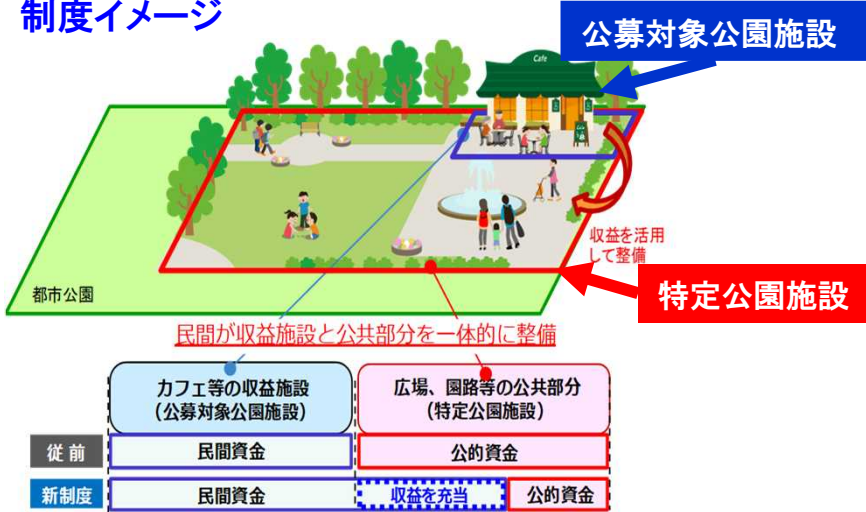 制度イメージ
公募対象公園施設
Cafe
収益を活用
して整備
特定公園施設
都市公園
民間が収益施設と公共部分を一体的に整備
カフェ等の収益施設
(公募対象公園施設)
広場、園路等の公共部分
(特定公園施設)
従前
民間資金
公的資金
新制度
民間資金
収益を充当
公的資金